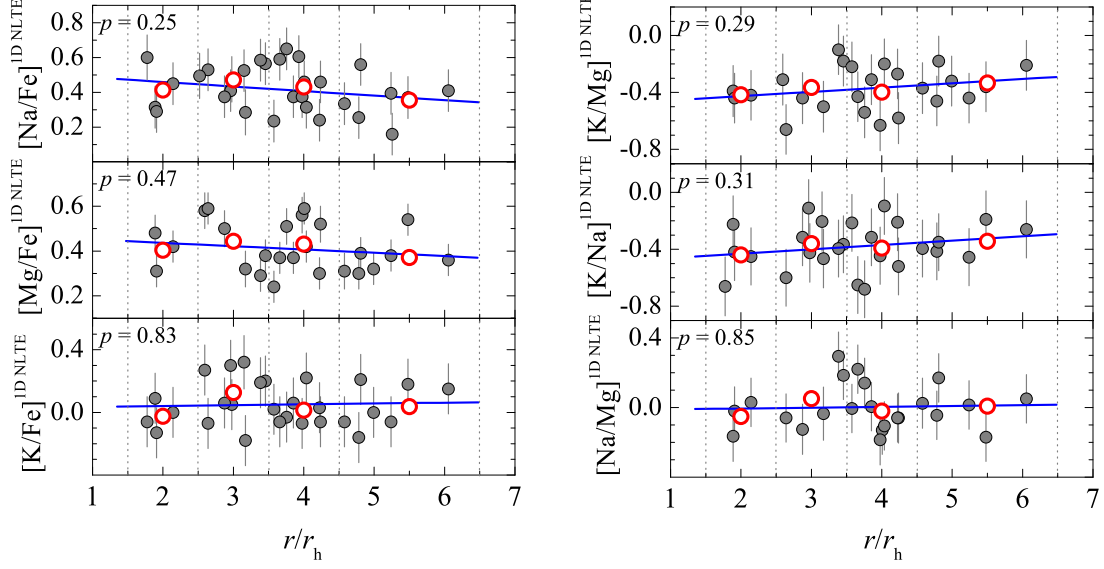 p = 0.25
0.8
0.6
0.4
0.2
[Na/Fe]1D NLTE
p = 0.47
0.6
0.4
0.2
[Mg/Fe]1D NLTE
p = 0.83
0.4
0.0
[K/Fe]1D NLTE
1 2 3 4 5 6 7
r/rh
p = 0.29
0.0
-0.4
-0.8
[K/Mg]1D NLTE
p = 0.31
0.0
-0.4
-0.8
[K/Na]1D NLTE
p = 0.85
0.4
0.0
[Na/Mg]1D NLTE
1 2 3 4 5 6 7
r/rh